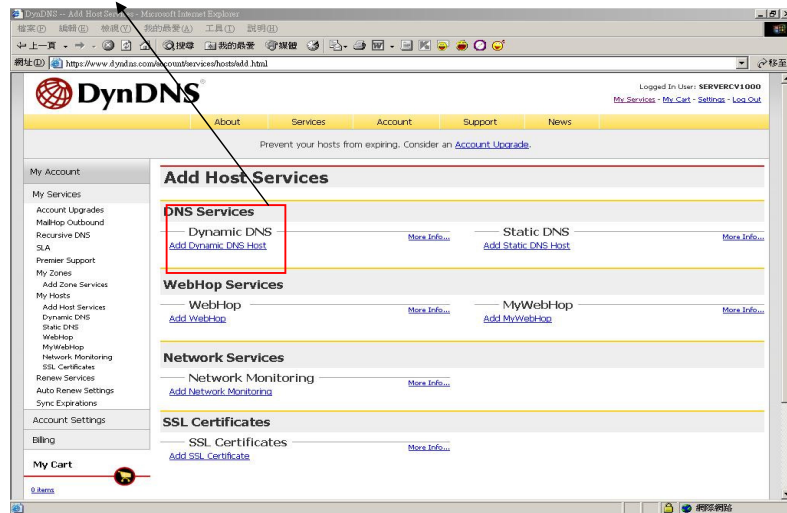 DynDNS -- Add Host Services - Microsoft Internet Explorer
檔案(F) 編輯(E) 檢視(V) 我的最愛(A) 工具(T) 說明(H)
上一頁 搜尋 我的最愛 媒體
網址(D) https://www.dyndns.com/account/services/hosts/add.html 移至
DynDNS
Logged In User: SERVERCV1000
My Services - My Cart - Settings - Log Out
About Services Account Support News
Prevent your hosts from expiring. Consider an Account Upgrade.
My Account
My Services
Account Upgrades
MailHop Outbound
Recursive DNS
SLA
Premier Support
My Zones
Add Zone Services
My Hosts
Add Host Services
Dynamic DNS
Static DNS
WebHop
MyWebHop
Network Monitoring
SSL Certificates
Renew Services
Auto Renew Settings
Sync Expirations
Account Settings
Billing
My Cart
0 items
Add Host Services
DNS Services
Dynamic DNS
Add Dynamic DNS Host More Info...
Static DNS
Add Static DNS Host More Info...
WebHop Services
WebHop
Add WebHop More Info...
MyWebHop
Add MyWebHop More Info...
Network Services
Network Monitoring
Add Network Monitoring More Info...
SSL Certificates
SSL Certificates
Add SSL Certificate More Info...
網際網路